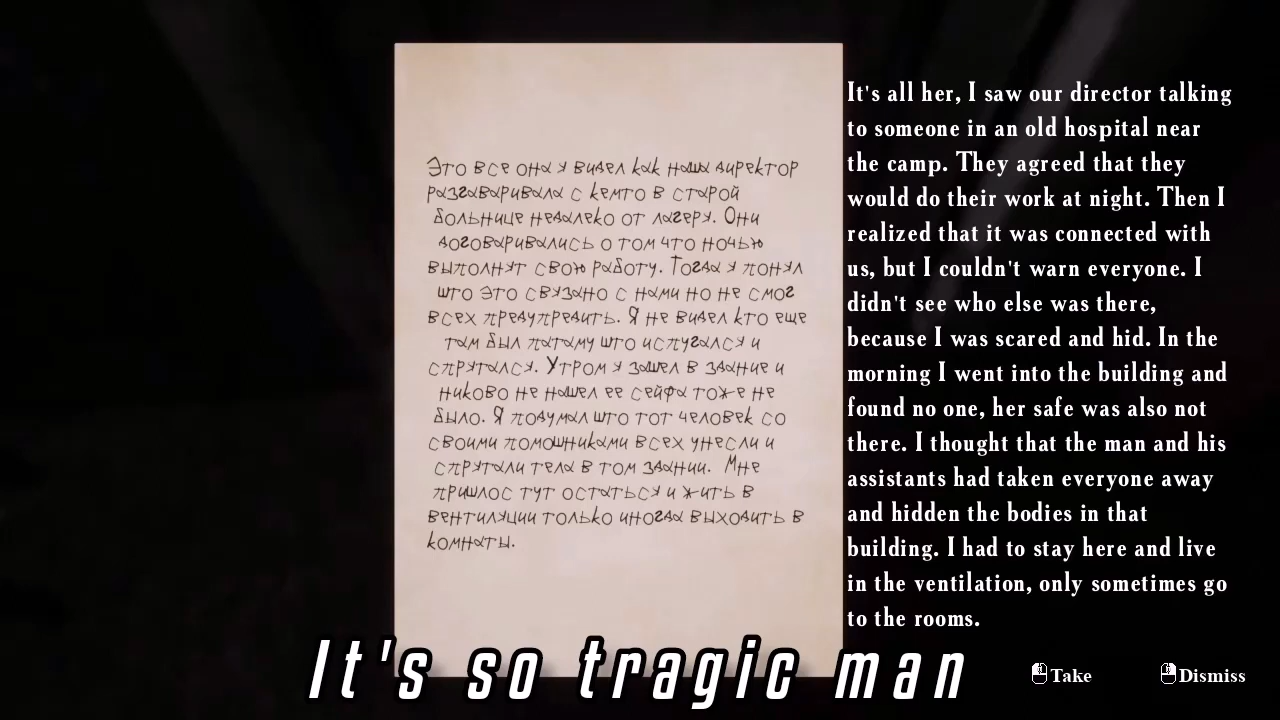 Это все она я видел как наша директор
разгаваривала с кемто в старой
больнице недалеко от лагеря. Они
договаривались о том что ночью
выполнят свою работу. Тогда я понял
што это связано с нами но не смог
всех предупредить. Я не видел кто еще
там был патаму што испугался и
спрятался. Утром я зашел в здание и
никово не нашел ее сейфа тоже не
было. Я подумал што тот человек со
своими помошниками всех унесли и
спрятали тела в том здании. Мне
пришлос тут остаться и жить в
вентиляции только иногда выходить в
комнаты.
It's all her, I saw our director talking
to someone in an old hospital near
the camp. They agreed that they
would do their work at night. Then I
realized that it was connected with
us, but I couldn't warn everyone. I
didn't see who else was there,
because I was scared and hid. In the
morning I went into the building and
found no one, her safe was also not
there. I thought that the man and his
assistants had taken everyone away
and hidden the bodies in that
building. I had to stay here and live
in the ventilation, only sometimes go
to the rooms.
It's so tragic man
Take
Dismiss